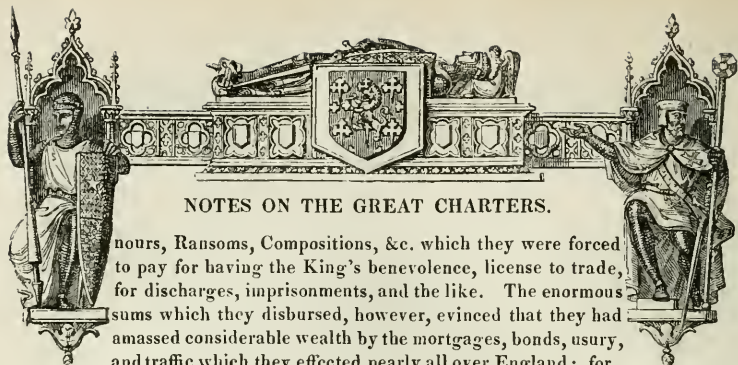 NOTES ON THE GREAT CHARTERS.
nours, Ransoms, Compositions, &c. which they were forced
to pay for having the King's benevolence, license to trade,
for discharges, imprisonments, and the like. The enormous
sums which they disbursed, however, evinced that they had
amassed considerable wealth by the mortgages, bonds, usury,
and traffic which they effected nearly all over England; for